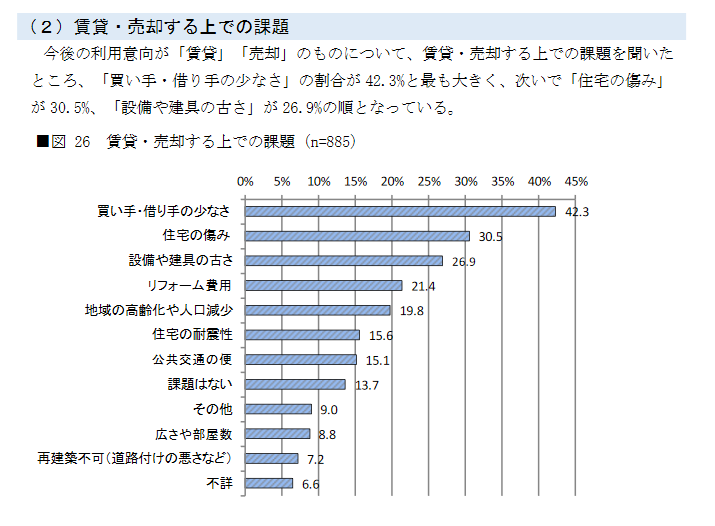 （２）賃貸・売却する上での課題
今後の利用意向が「賃貸」「売却」のものについて、賃貸・売却する上での課題を聞いた
ところ、「買い手・借り手の少なさ」の割合が 42.3%と最も大きく、次いで「住宅の傷み」
が 30.5%、「設備や建具の古さ」が 26.9%の順となっている。
■図 26　賃貸・売却する上での課題 (n=885)
0% 5% 10% 15% 20% 25% 30% 35% 40% 45%
買い手・借り手の少なさ 42.3
住宅の傷み 30.5
設備や建具の古さ 26.9
リフォーム費用 21.4
地域の高齢化や人口減少 19.8
住宅の耐震性 15.6
公共交通の便 15.1
課題はない 13.7
その他 9.0
広さや部屋数 8.8
再建築不可（道路付けの悪さなど） 7.2
不詳 6.6